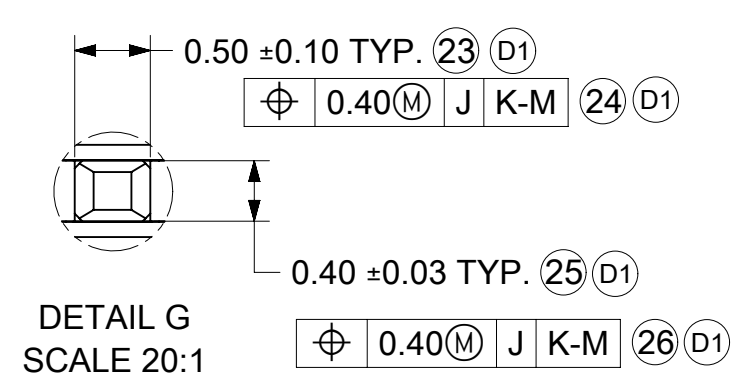 0.50 ±0.10 TYP. 23 D1
⌖ 0.40Ⓜ J K-M 24 D1
0.40 ±0.03 TYP. 25 D1
DETAIL G
SCALE 20:1
⌖ 0.40Ⓜ J K-M 26 D1